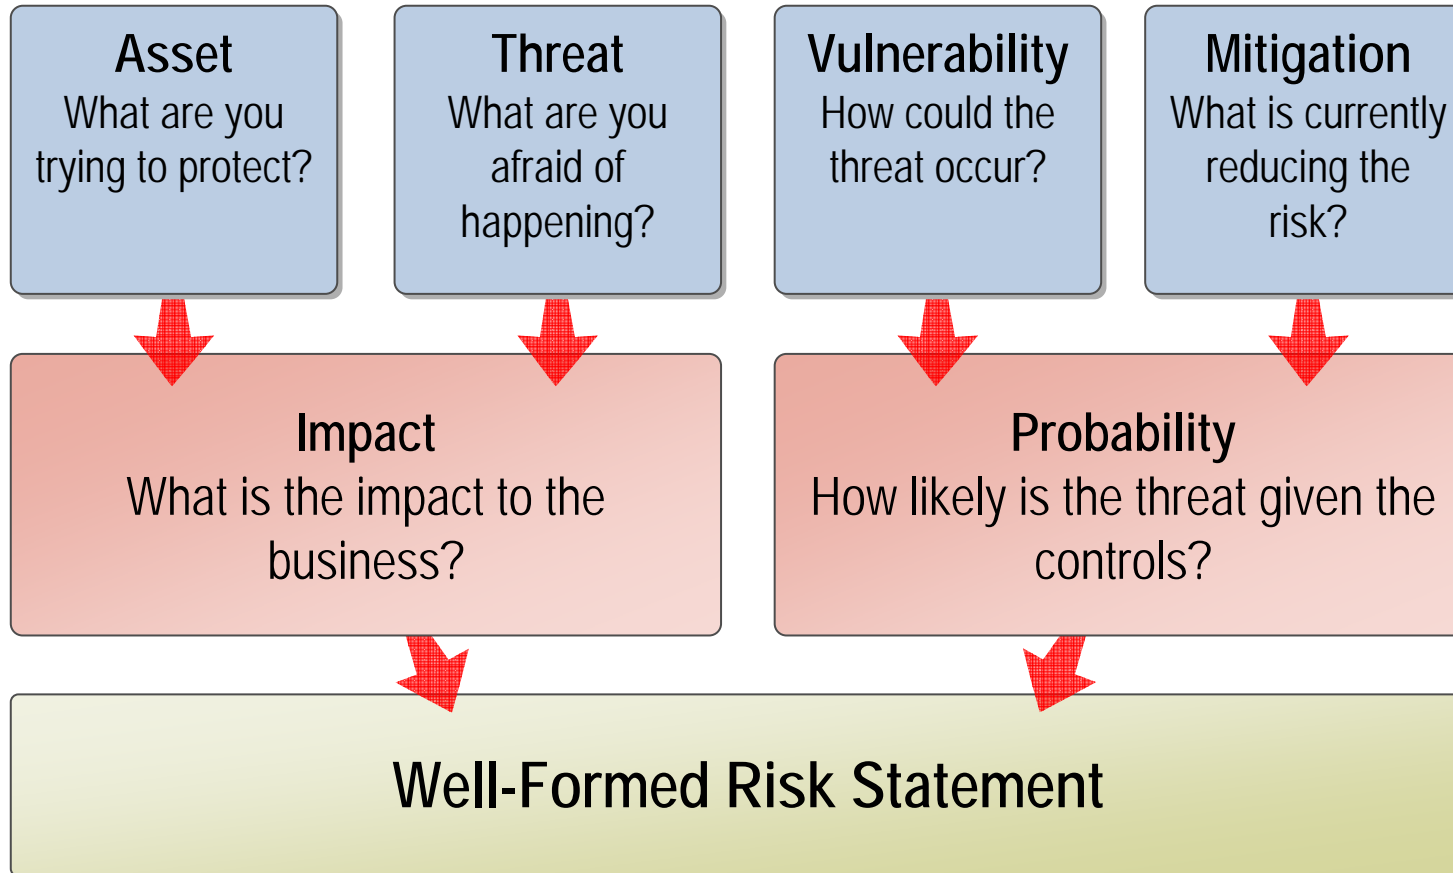 Asset
What are you
trying to protect?
Threat
What are you
afraid of
happening?
Vulnerability
How could the
threat occur?
Mitigation
What is currently
reducing the
risk?
Impact
What is the impact to the
business?
Probability
How likely is the threat given the
controls?
Well-Formed Risk Statement